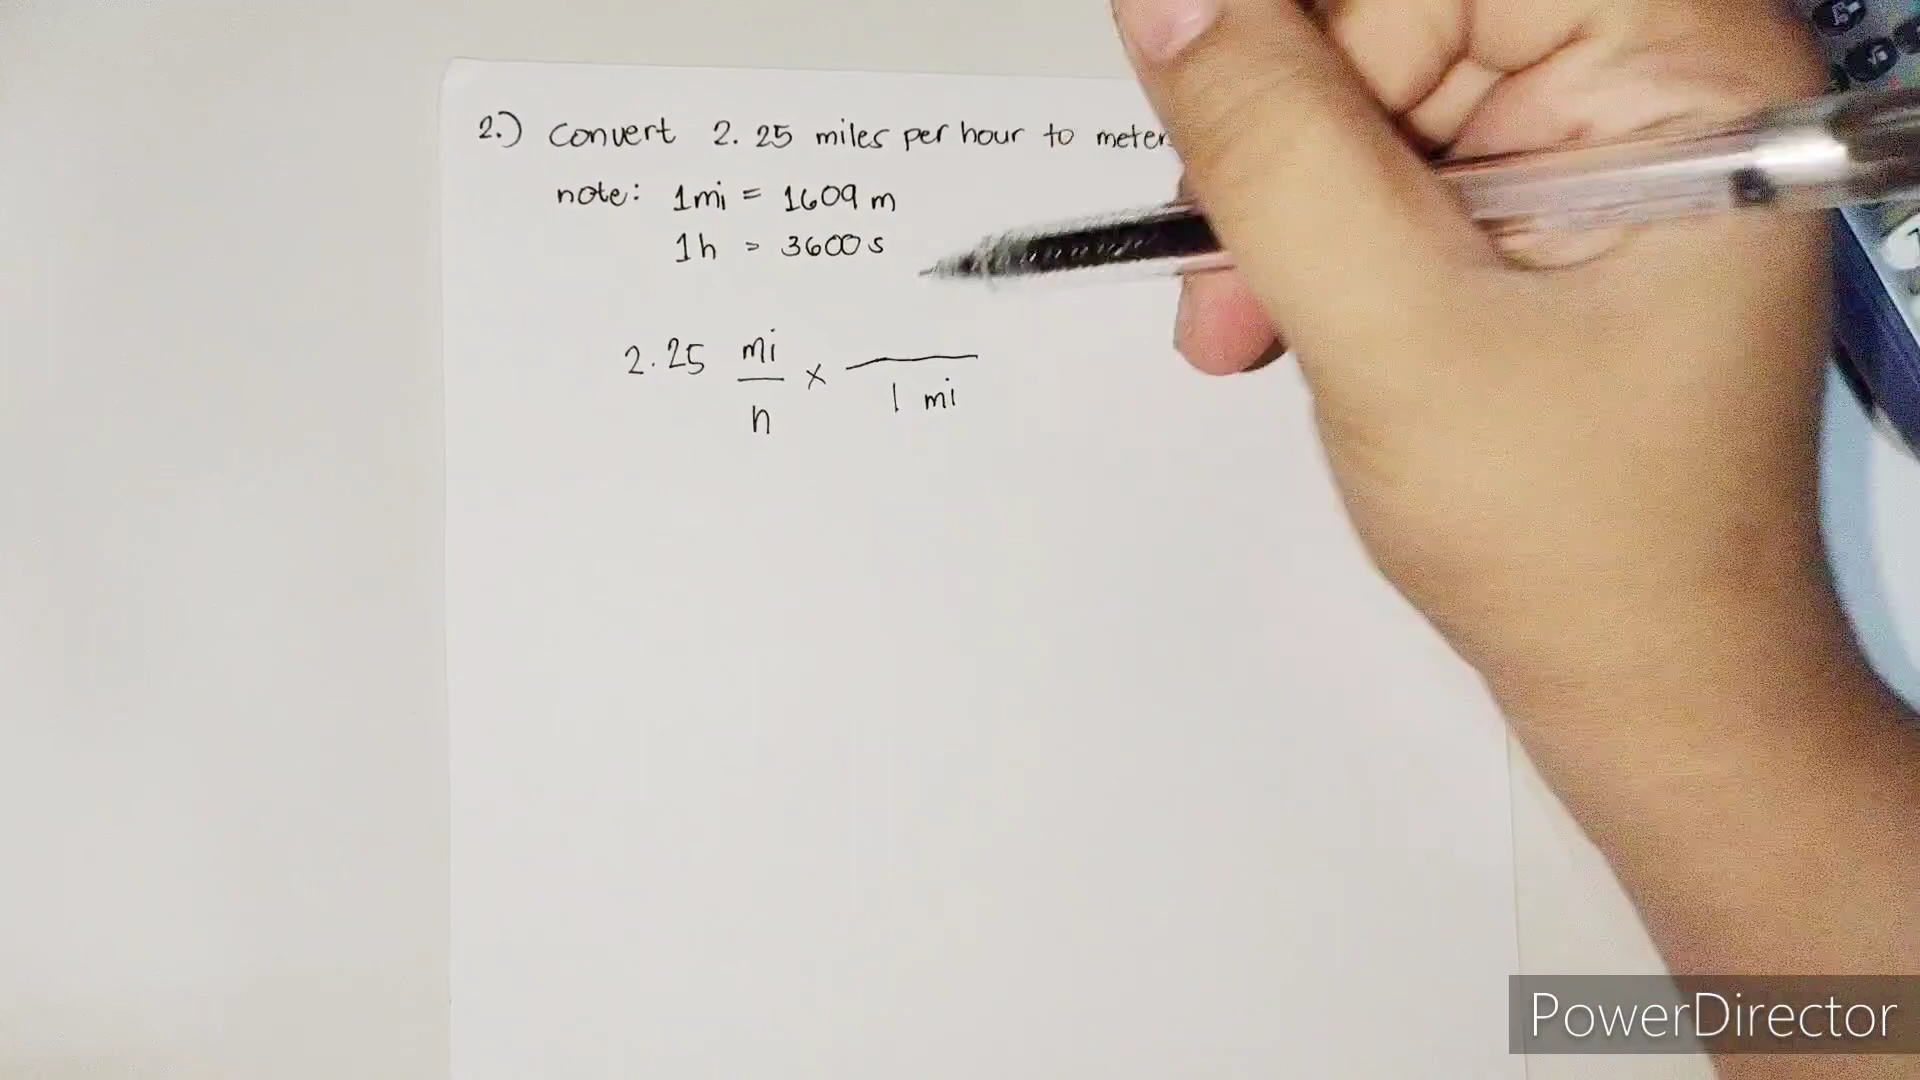 2.) Convert 2.25 miles per hour to meter
note: 1mi = 1609 m
1h = 3600 s
2.25 mi/h × /1 mi
PowerDirector